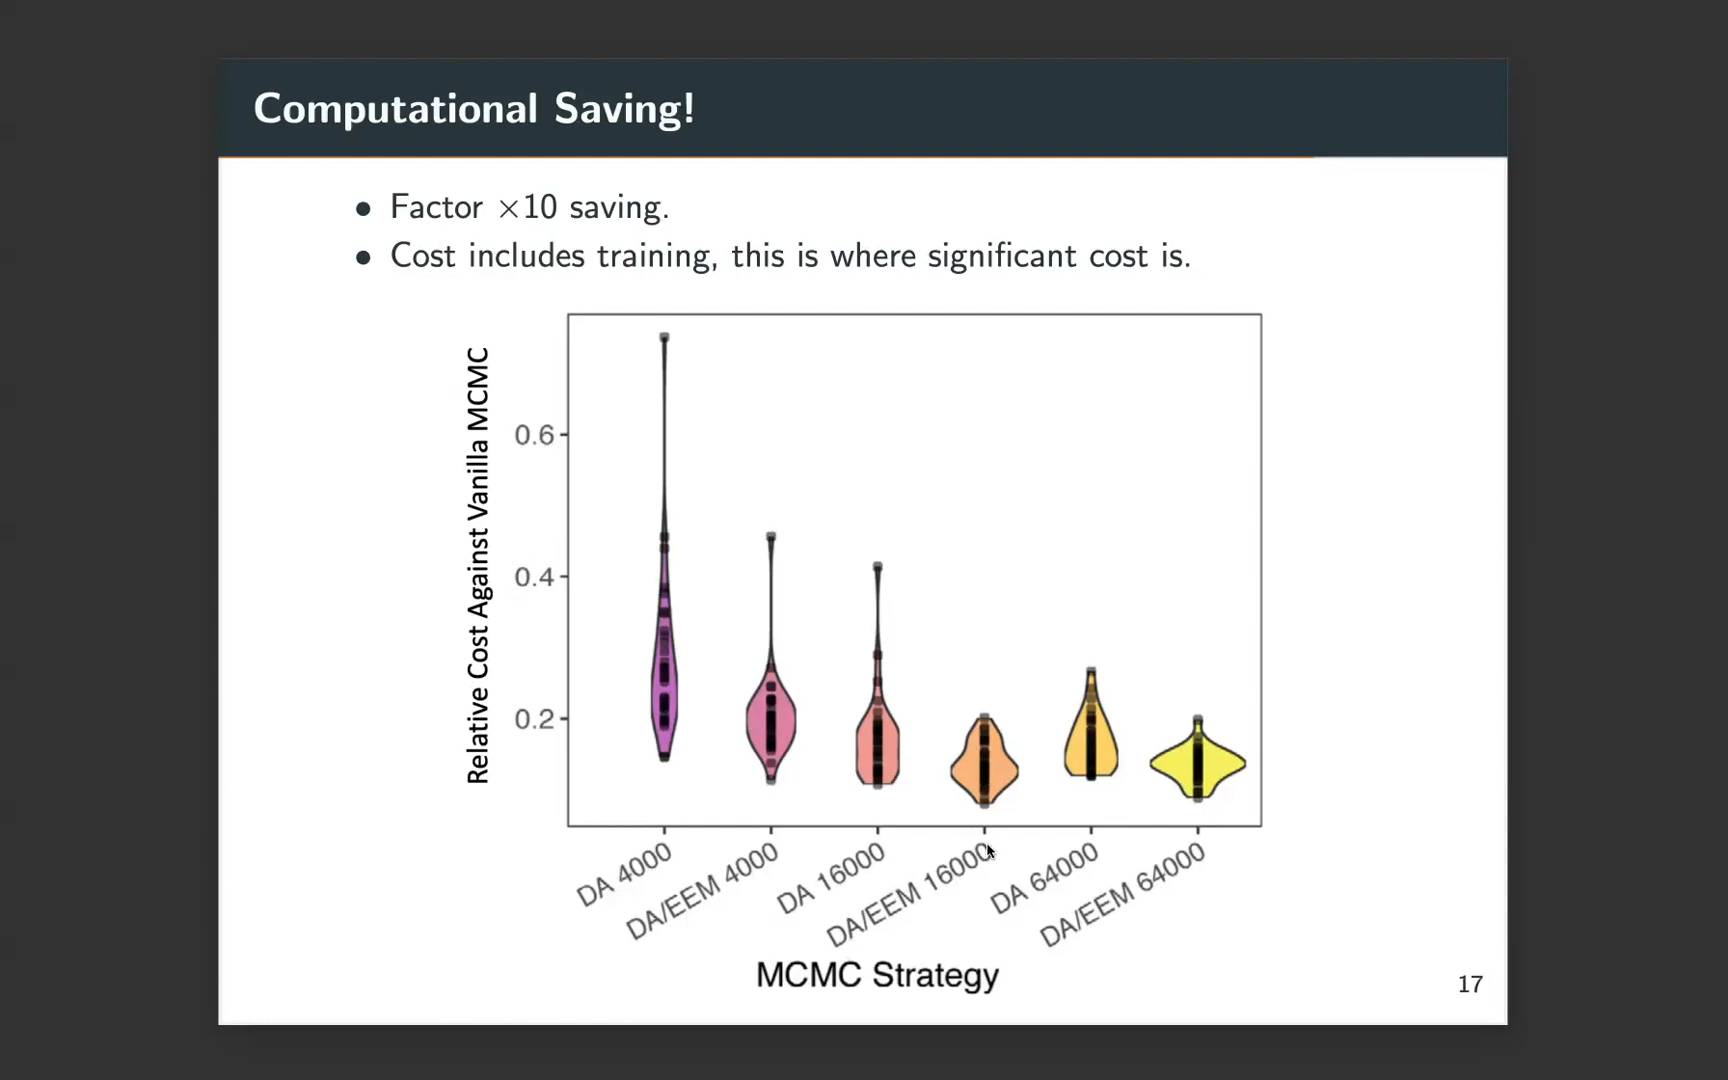 Computational Saving!
• Factor ×10 saving.
• Cost includes training, this is where significant cost is.
Relative Cost Against Vanilla MCMC
0.6
0.4
0.2
DA 4000
DA/EEM 4000
DA 16000
DA/EEM 16000
DA 64000
DA/EEM 64000
MCMC Strategy
17